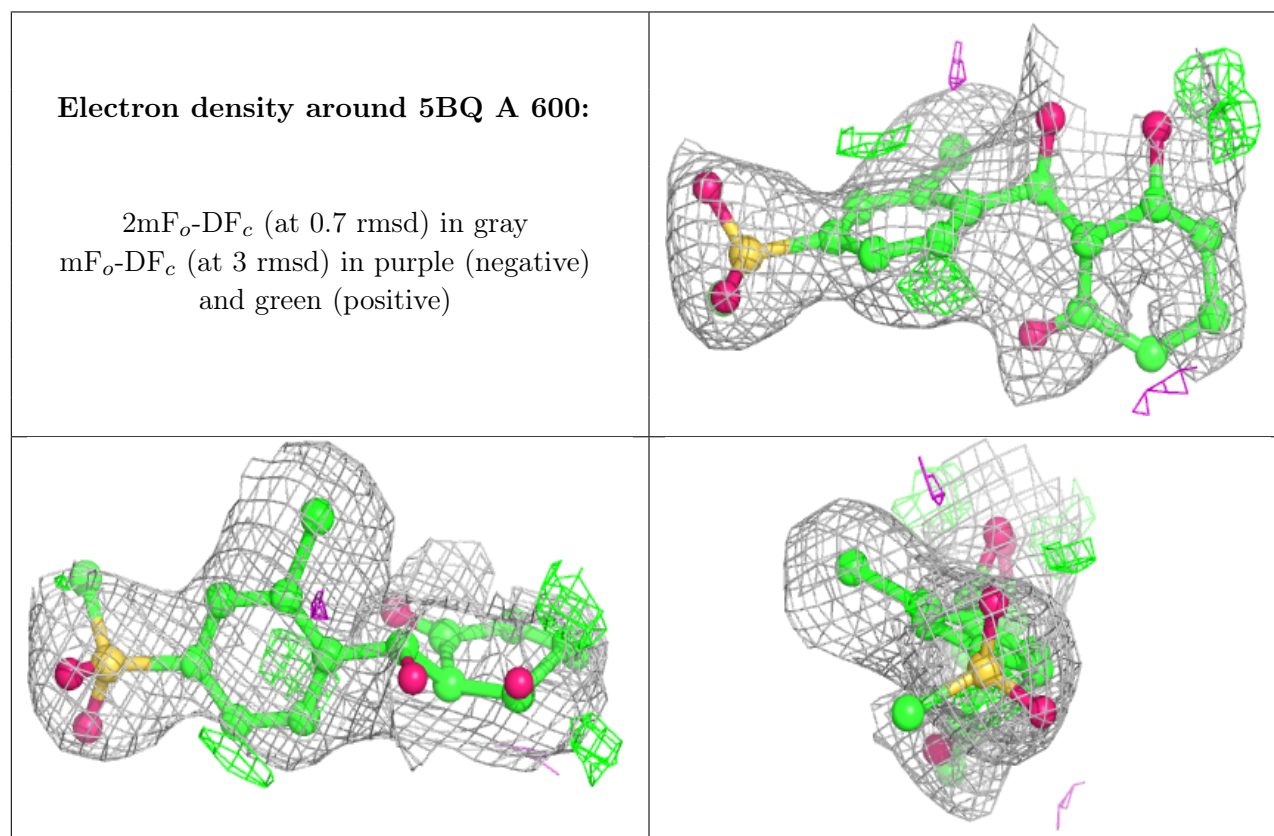 Electron density around 5BQ A 600:
2mFo-DFc (at 0.7 rmsd) in gray
mFo-DFc (at 3 rmsd) in purple (negative)
and green (positive)